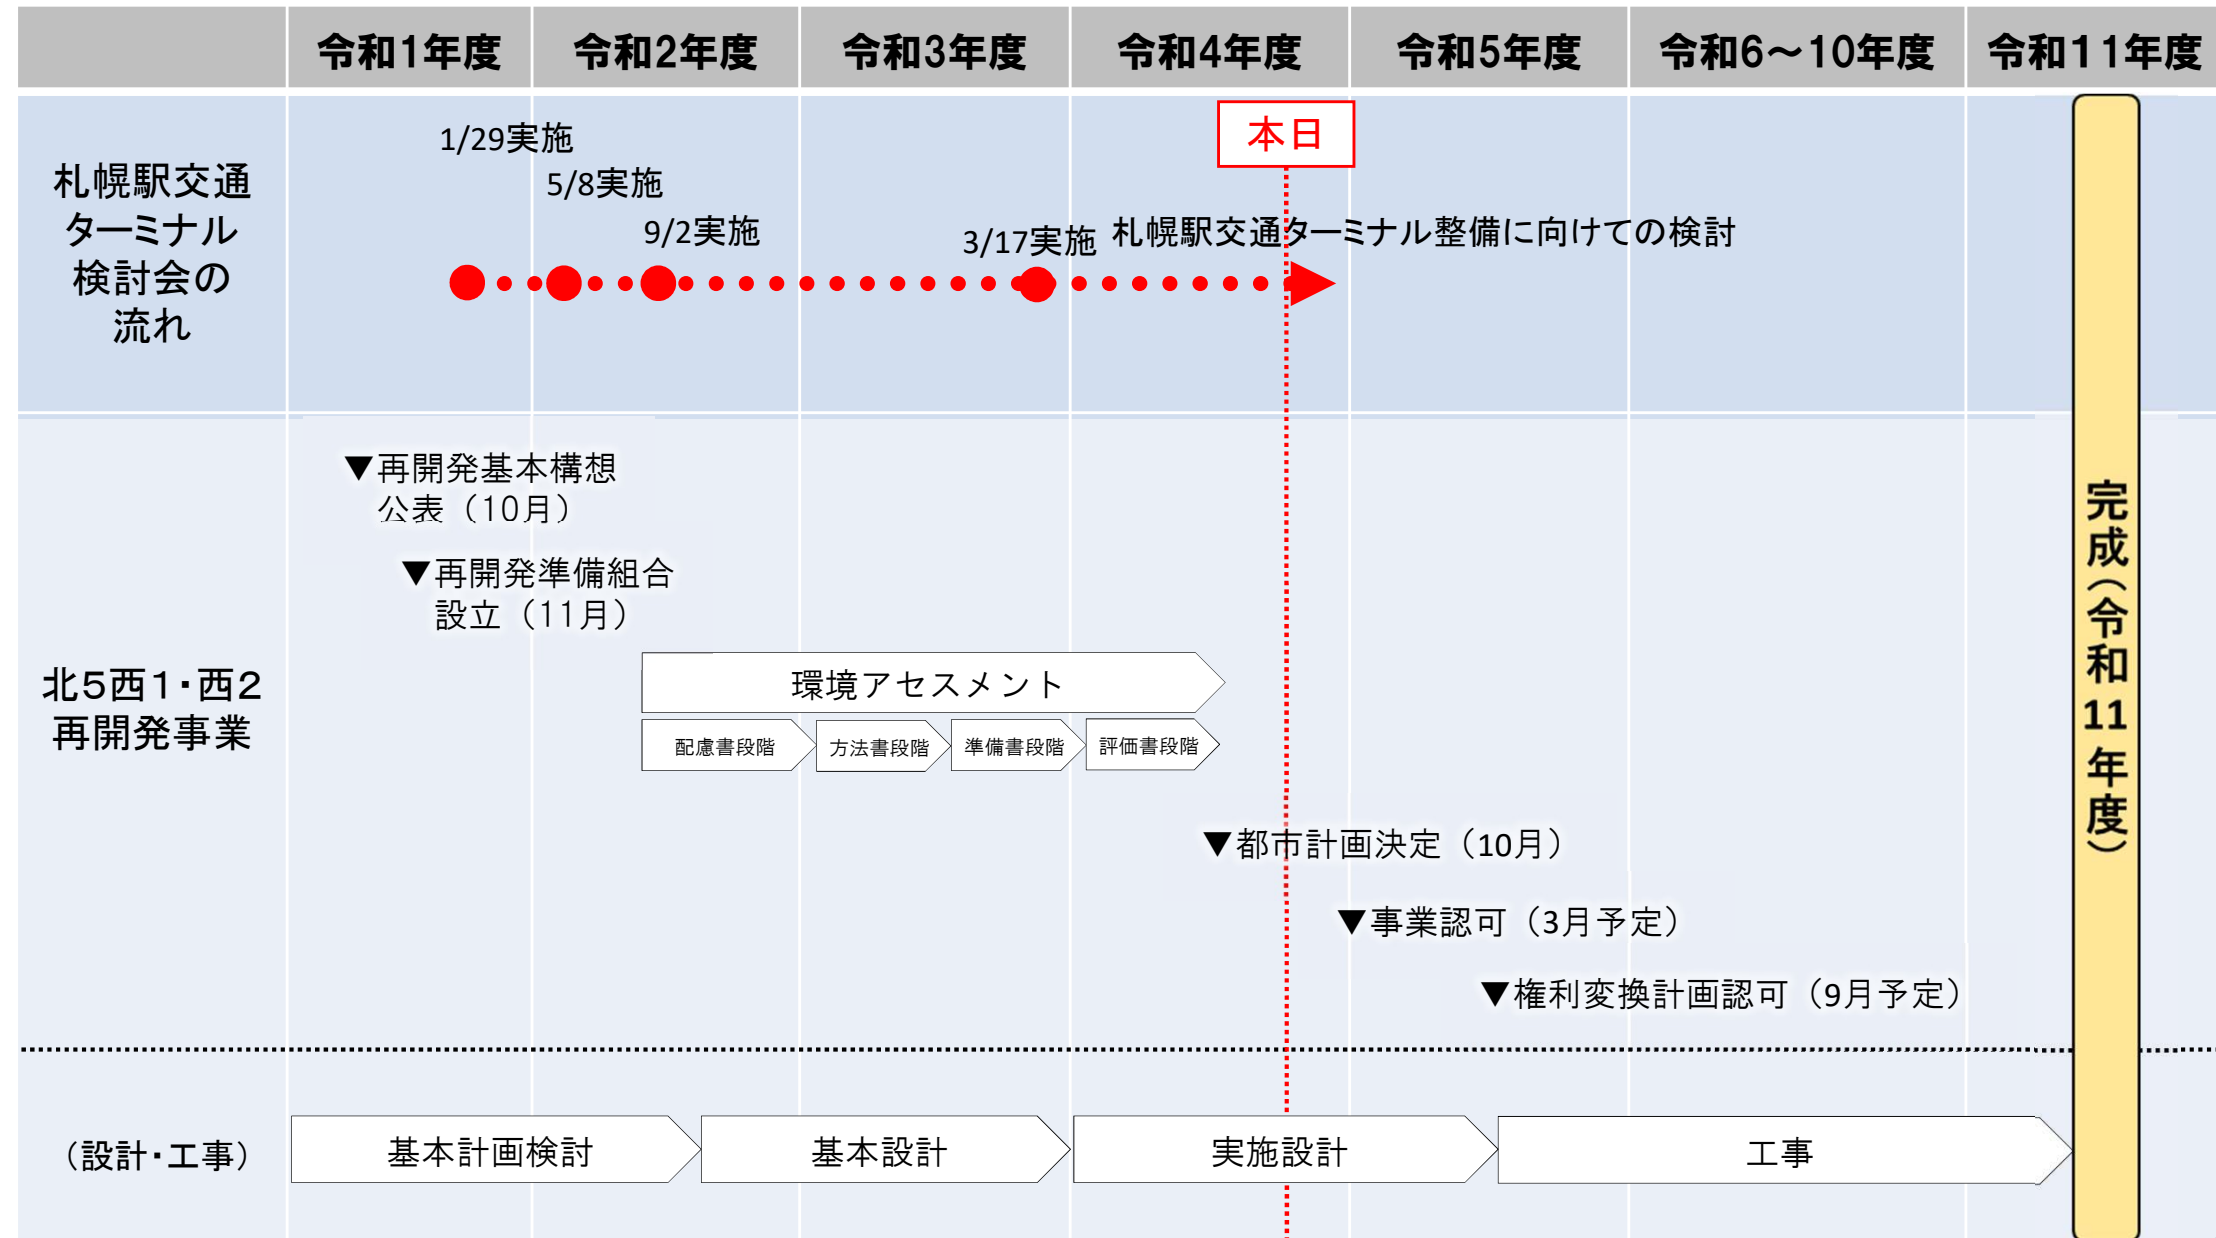 令和1年度
令和2年度
令和3年度
令和4年度
令和5年度
令和6～10年度
令和11年度
札幌駅交通
ターミナル
検討会の
流れ
1/29実施
5/8実施
9/2実施
3/17実施
札幌駅交通ターミナル整備に向けての検討
本日
北5西1・西2
再開発事業
▼再開発基本構想
公表（10月）
▼再開発準備組合
設立（11月）
環境アセスメント
配慮書段階
方法書段階
準備書段階
評価書段階
▼都市計画決定（10月）
▼事業認可（3月予定）
▼権利変換計画認可（9月予定）
（設計・工事）
基本計画検討
基本設計
実施設計
工事
完成（令和11年度）